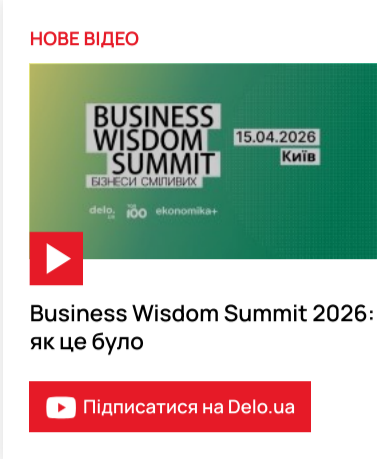 НОВЕ ВІДЕО
BUSINESS
WISDOM
SUMMIT
БІЗНЕСИ СМІЛИВИХ
15.04.2026
Київ
delo.ua
TOP 100
ekonomika+
Business Wisdom Summit 2026:
як це було
Підписатися на Delo.ua